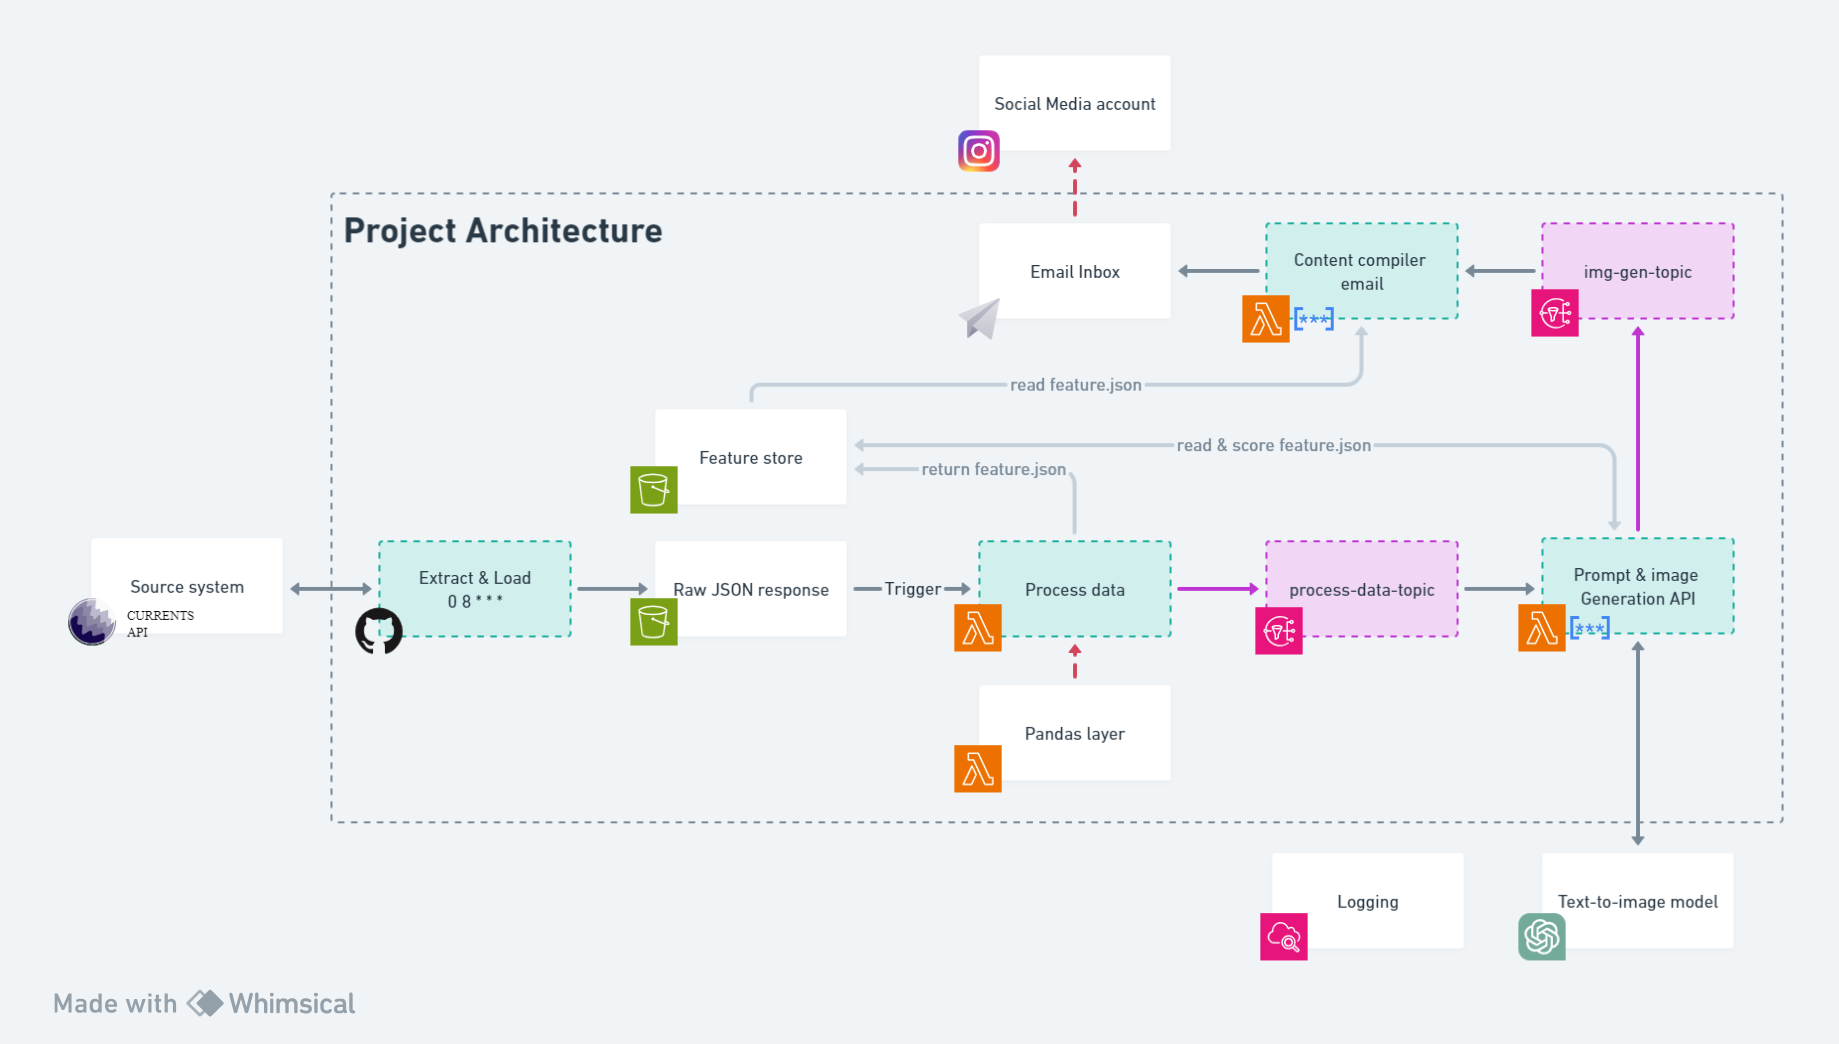 Social Media account
Project Architecture
Email Inbox
Content compiler
email
[***]
img-gen-topic
read feature.json
Feature store
read & score feature.json
return feature.json
Source system
CURRENTS
API
Extract & Load
0 8 * * *
Raw JSON response
Trigger
Process data
process-data-topic
Prompt & image
Generation API
[***]
Pandas layer
Logging
Text-to-image model
Made with Whimsical